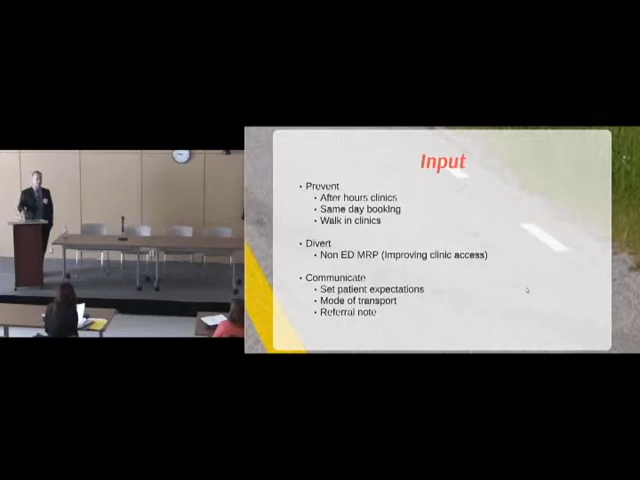 Input
• Prevent
• After hours clinics
• Same day booking
• Walk in clinics
• Divert
• Non ED MRP (Improving clinic access)
• Communicate
• Set patient expectations
• Mode of transport
• Referral note